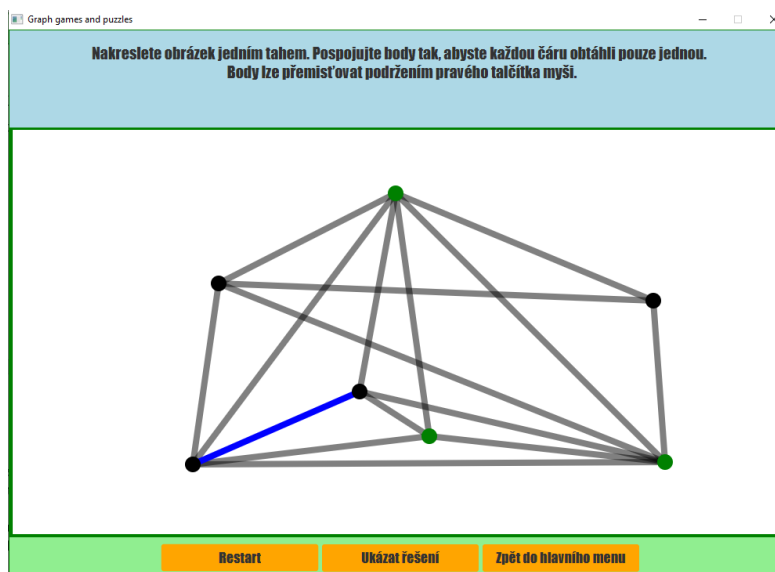 Graph games and puzzles
Nakreslete obrázek jedním tahem. Pospojujte body tak, abyste každou čáru obtáhli pouze jednou.
Body lze přemisťovat podržením pravého talčítka myši.
Restart
Ukázat řešení
Zpět do hlavního menu